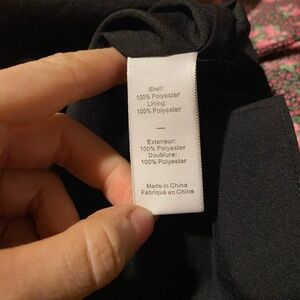 Shell:
100% Polyester
Lining:
100% Polyester
—
Exterieur:
100% Polyester
Doublure:
100% Polyester
Made in China
Fabriqué en Chine